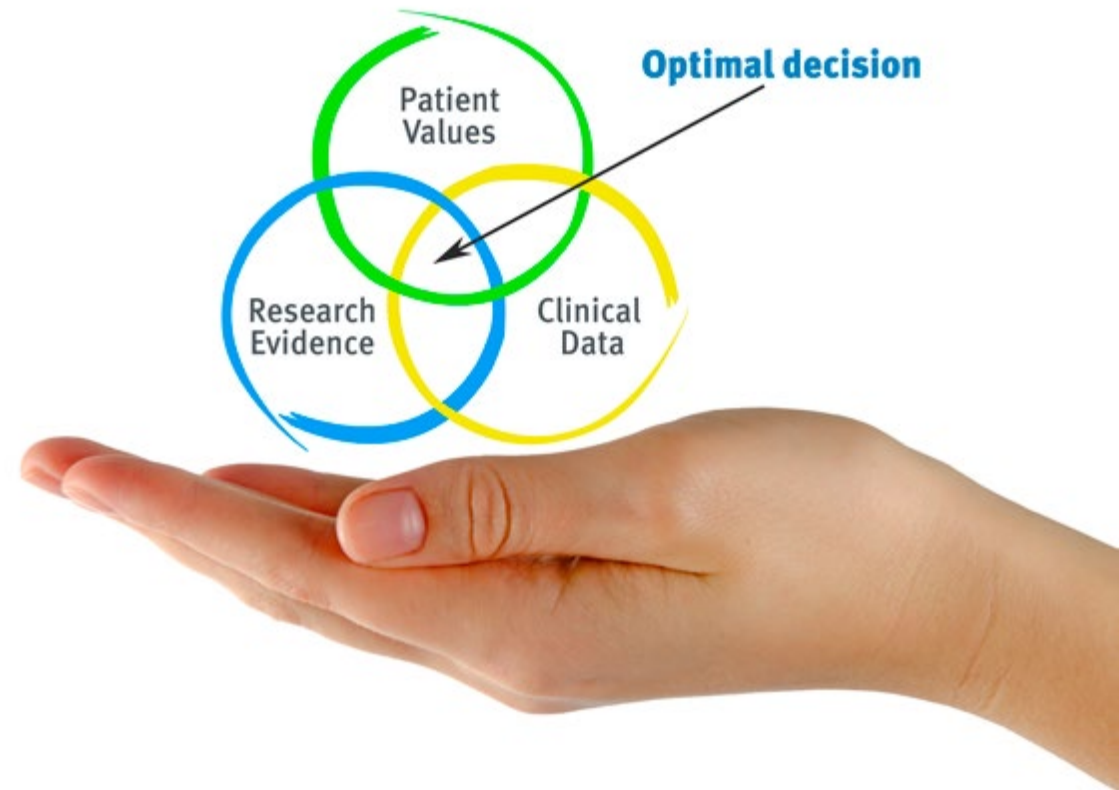 Optimal decision
Patient
Values
Research
Evidence
Clinical
Data